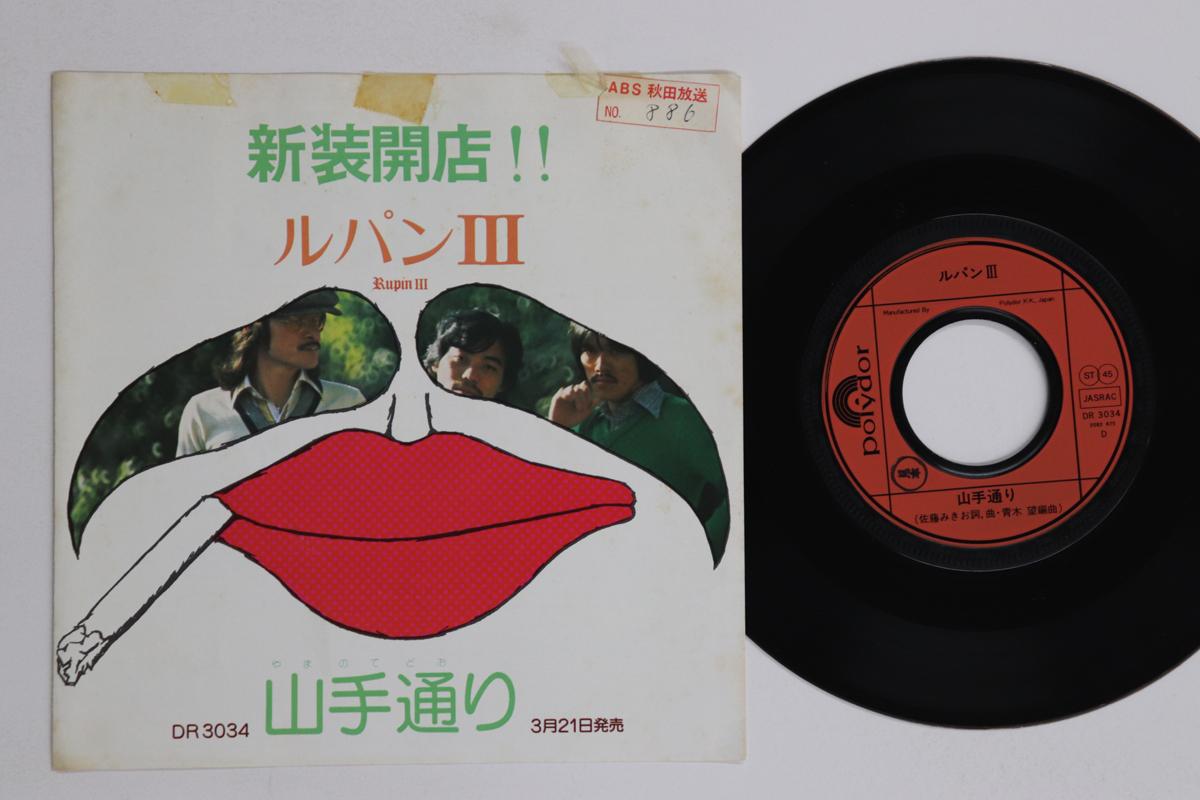 ABS 秋田放送
NO. 886
新装開店!!
ルパンIII
Rupin III
やまのてどお
山手通り
DR3034
3月21日発売
ルパンIII
Manufactured By
Polydor K.K., Japan
polydor
ST 45
JASRAC
DR 3034
D
見本
山手通り
(佐藤みきお詞, 曲・青木 望編曲)